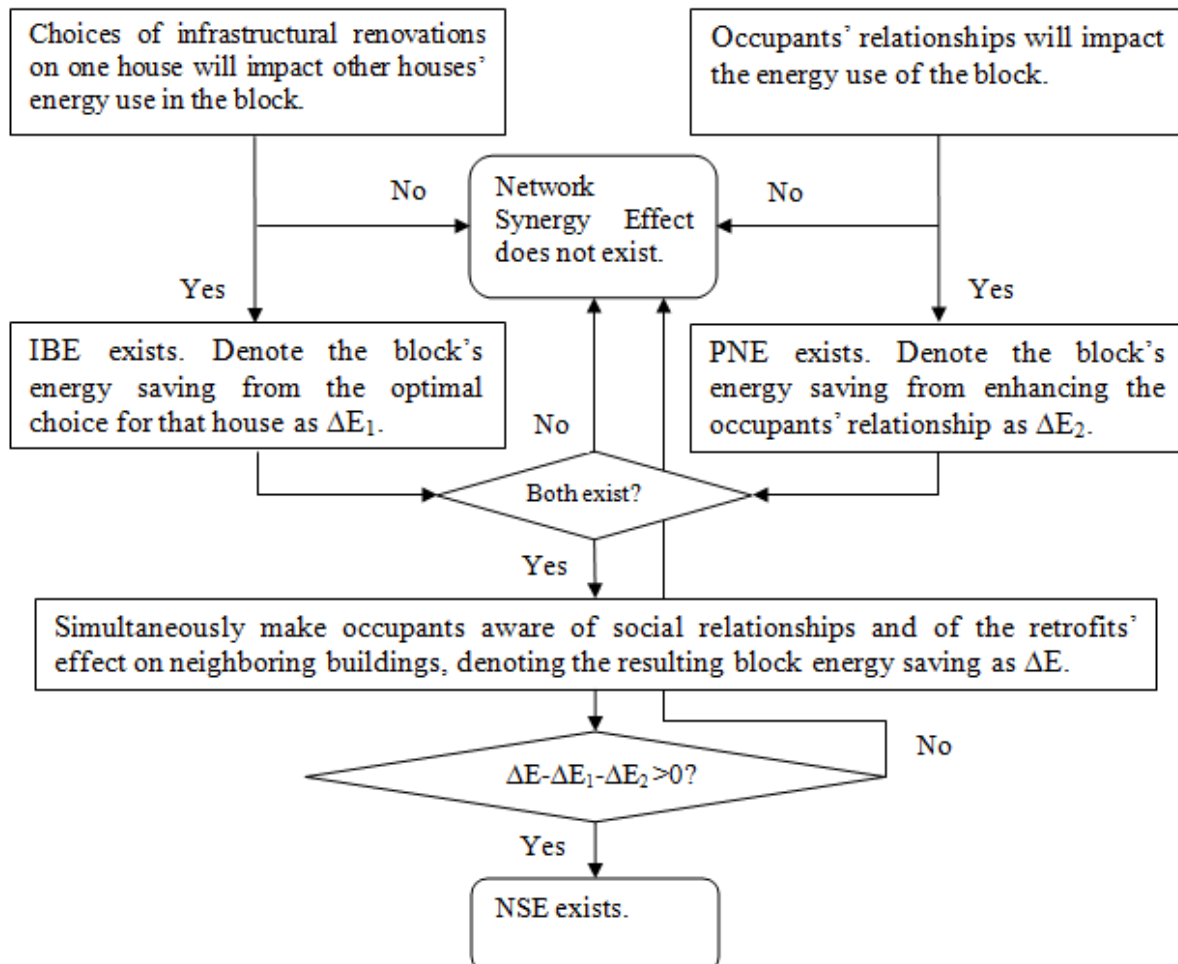 Choices of infrastructural renovations
on one house will impact other houses’
energy use in the block.
Occupants’ relationships will impact
the energy use of the block.
No
Network
Synergy Effect
does not exist.
No
Yes
Yes
IBE exists. Denote the block’s
energy saving from the optimal
choice for that house as ΔE₁.
PNE exists. Denote the block’s
energy saving from enhancing the
occupants’ relationship as ΔE₂.
No
Both exist?
Yes
Simultaneously make occupants aware of social relationships and of the retrofits’
effect on neighboring buildings, denoting the resulting block energy saving as ΔE.
No
ΔE-ΔE₁-ΔE₂ >0?
Yes
NSE exists.